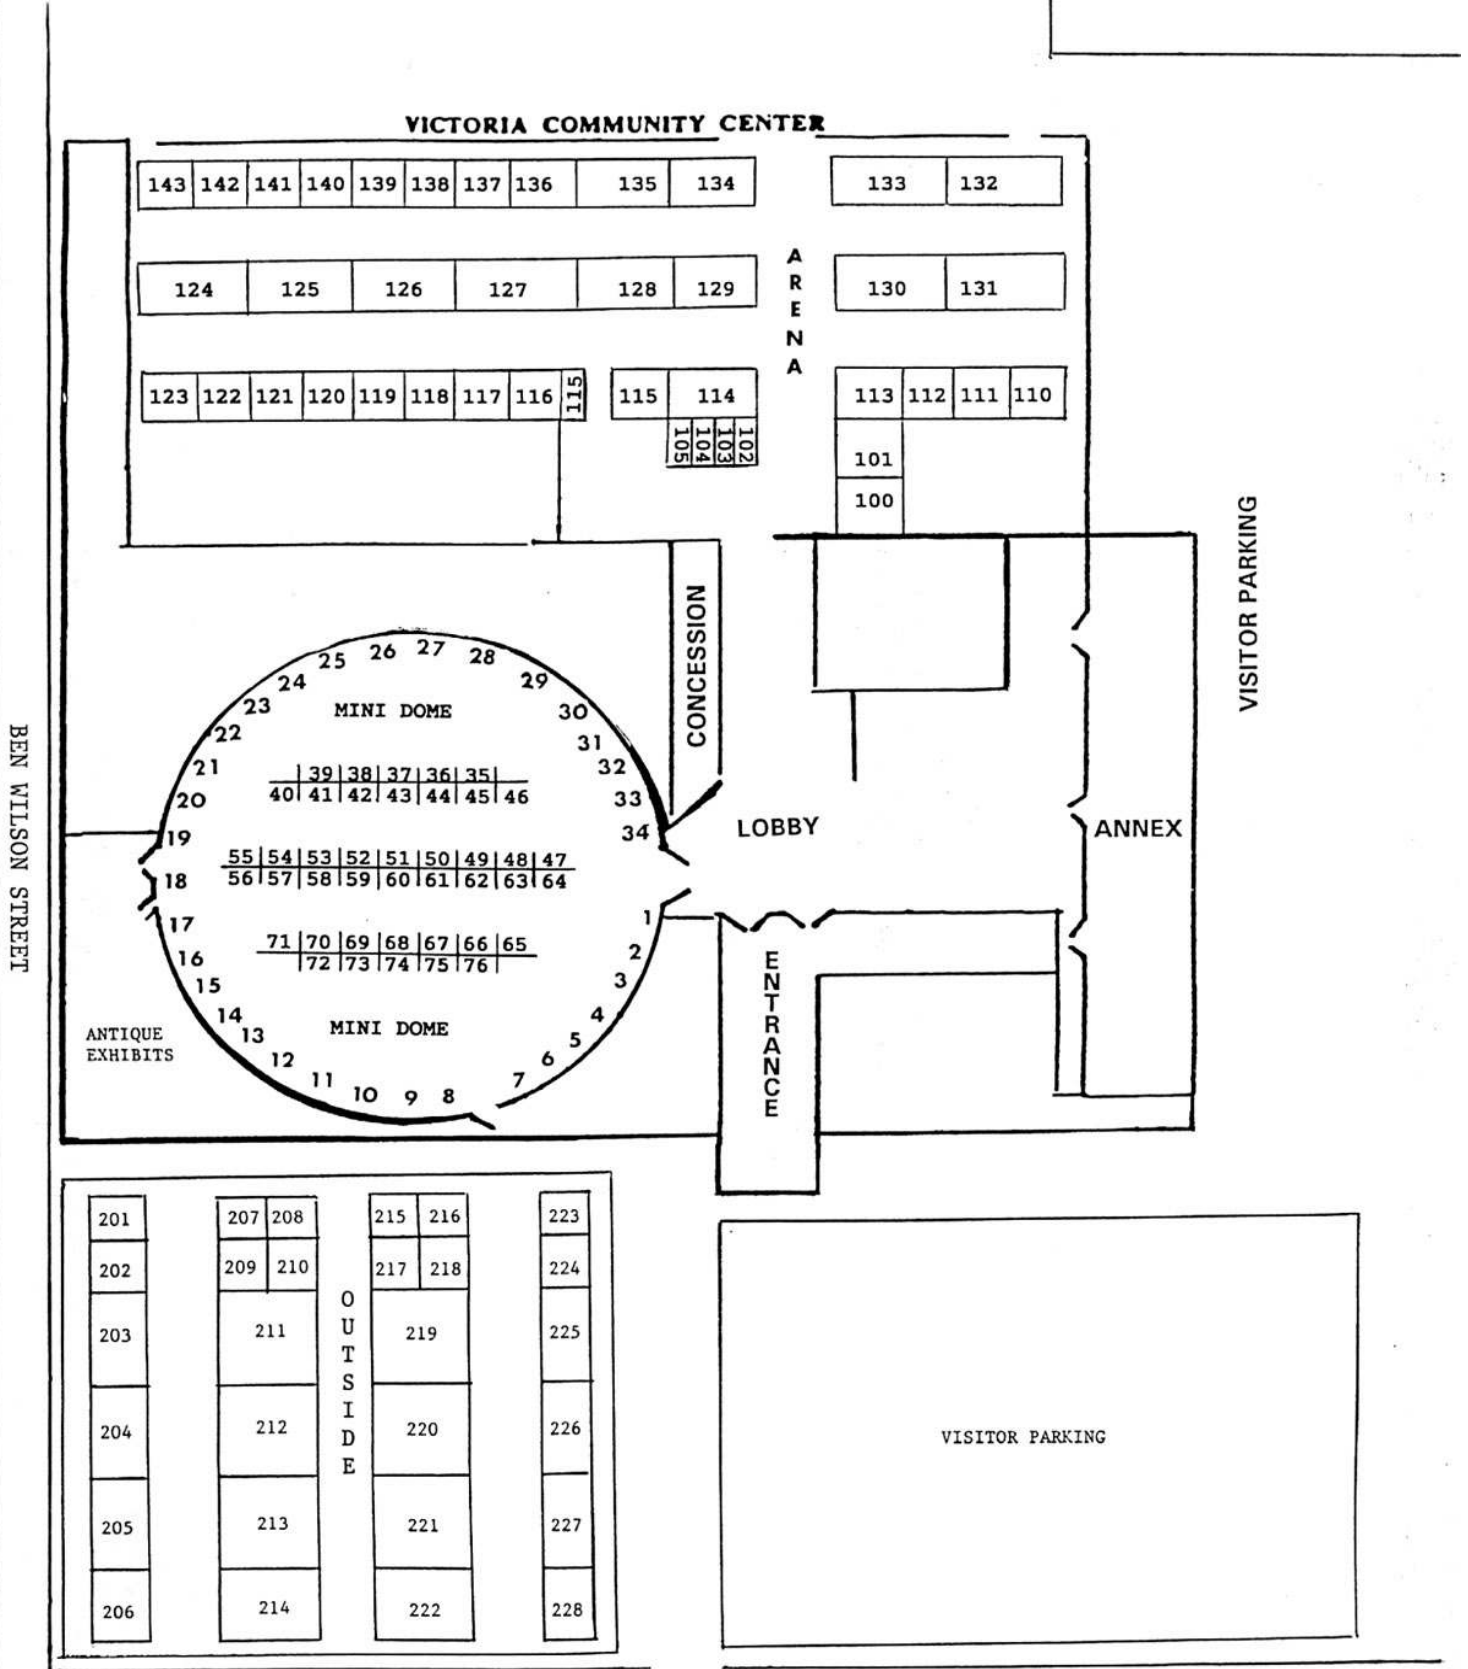 VICTORIA COMMUNITY CENTER
143 142 141 140 139 138 137 136 135 134 133 132
124 125 126 127 128 129 130 131
ARENA
123 122 121 120 119 118 117 116 115 115 114 113 112 111 110
105 104 103 102
101
100
VISITOR PARKING
CONCESSION
27
26 28
25 29
24 30
23 31
22 32
21 33
20 34
19
18
17
MINI DOME
39 38 37 36 35
40 41 42 43 44 45 46
55 54 53 52 51 50 49 48 47
56 57 58 59 60 61 62 63 64
71 70 69 68 67 66 65
72 73 74 75 76
MINI DOME
1
16 2
15 3
14 4
13 5
12 6
11 7
10 9 8
LOBBY
ANNEX
ENTRANCE
BEN WILSON STREET
ANTIQUE
EXHIBITS
201 207 208 215 216 223
202 209 210 217 218 224
203 211 219 225
204 212 220 226
205 213 221 227
206 214 222 228
OUTSIDE
VISITOR PARKING